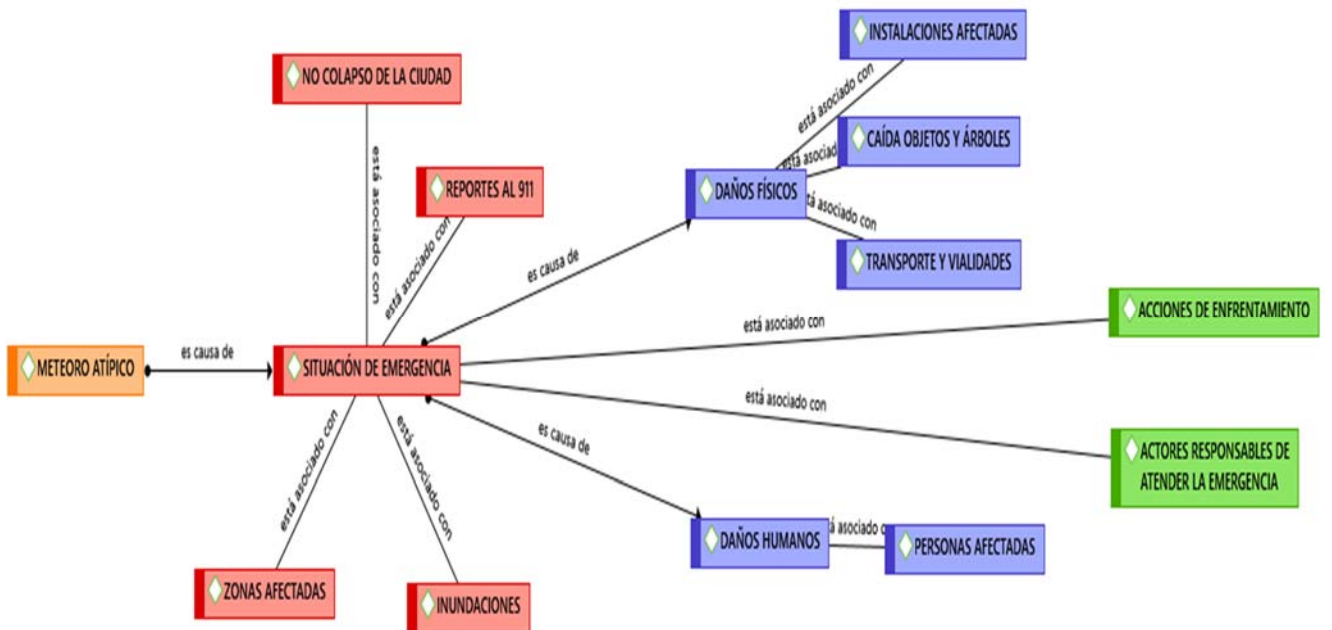 INSTALACIONES AFECTADAS
NO COLAPSO DE LA CIUDAD
está asociado con
CAÍDA OBJETOS Y ÁRBOLES
está asociad
está asociado con
REPORTES AL 911
DAÑOS FÍSICOS
tá asociado con
está asociado con
es causa de
TRANSPORTE Y VIALIDADES
ACCIONES DE ENFRENTAMIENTO
está asociado con
es causa de
METEORO ATÍPICO
SITUACIÓN DE EMERGENCIA
está asociado con
está asociado con
está asociado con
es causa de
ACTORES RESPONSABLES DE
ATENDER LA EMERGENCIA
DAÑOS HUMANOS
á asociado c
PERSONAS AFECTADAS
ZONAS AFECTADAS
INUNDACIONES